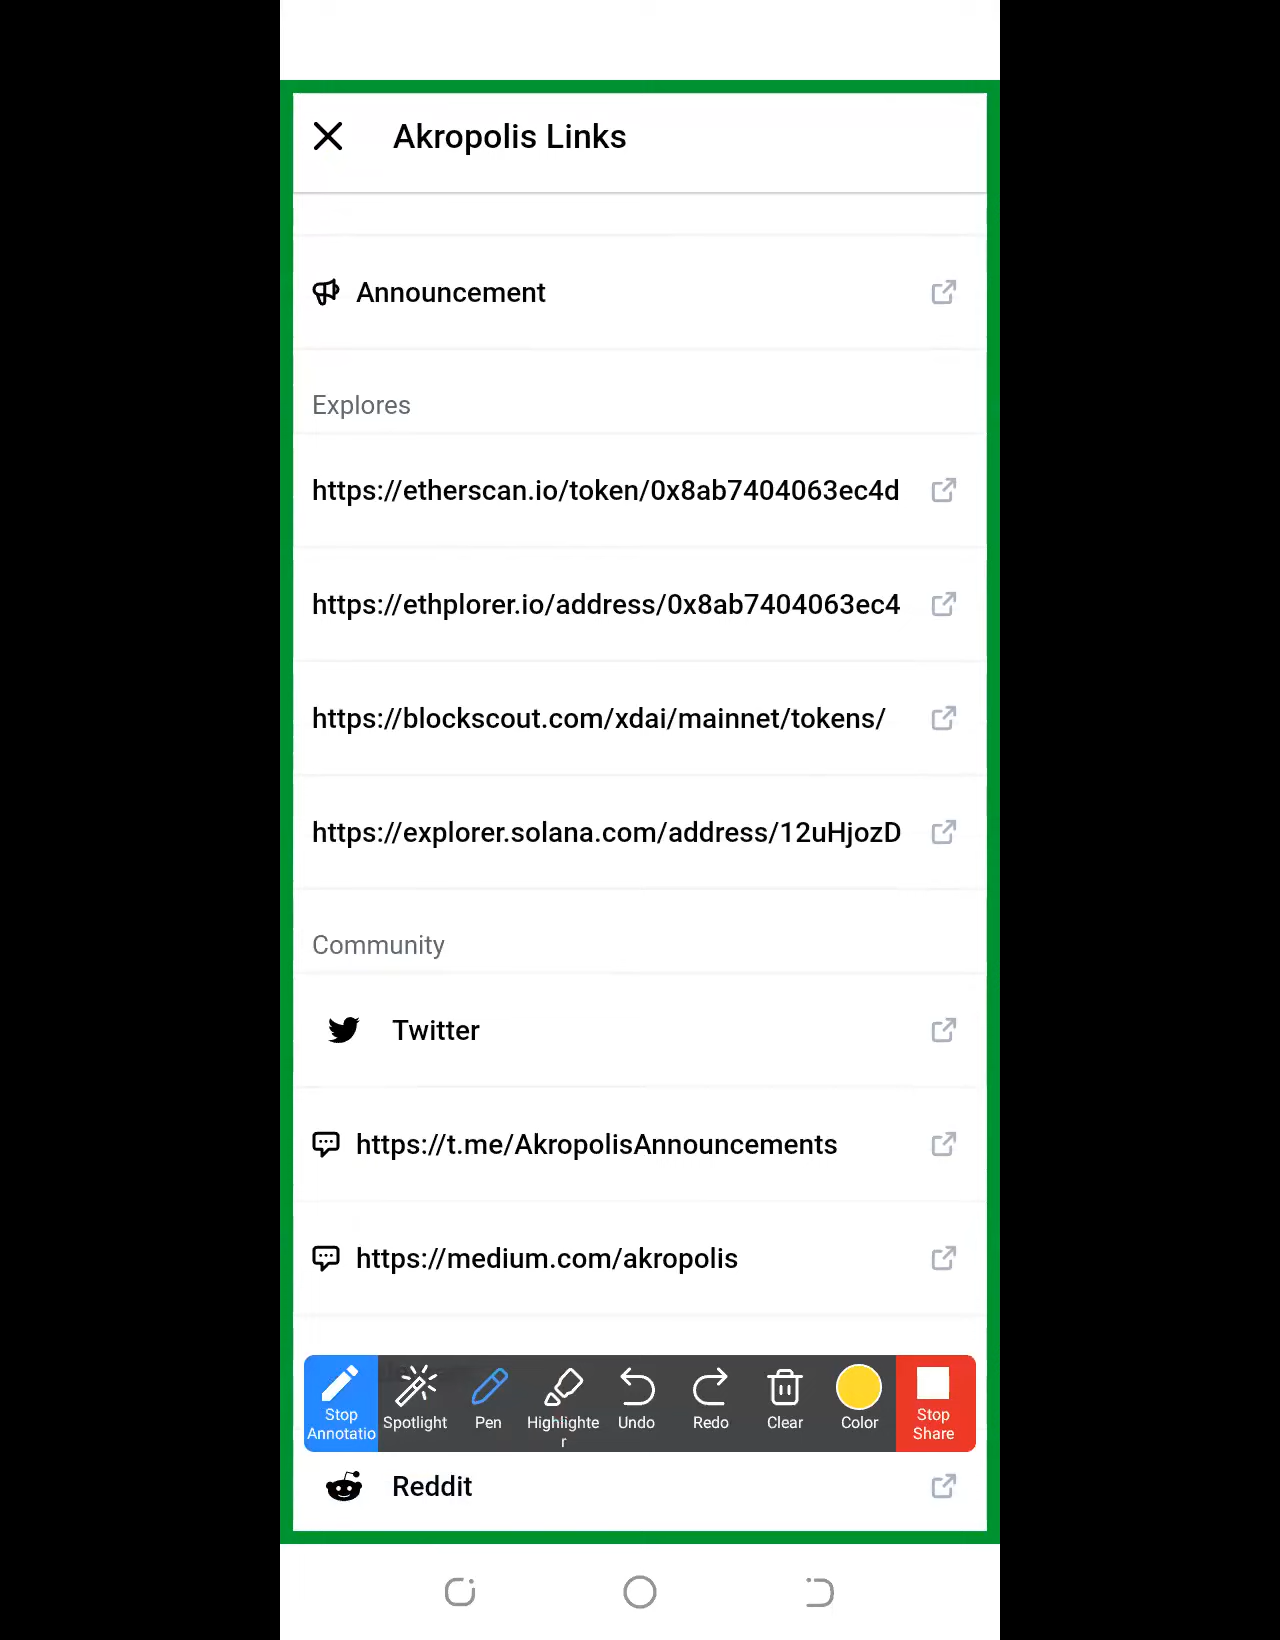 Akropolis Links
Announcement
Explores
https://etherscan.io/token/0x8ab7404063ec4d
https://ethplorer.io/address/0x8ab7404063ec4
https://blockscout.com/xdai/mainnet/tokens/
https://explorer.solana.com/address/12uHjozD
Community
Twitter
https://t.me/AkropolisAnnouncements
https://medium.com/akropolis
Stop
Annotatio
Spotlight
Pen
Highlighte
r
Undo
Redo
Clear
Color
Stop
Share
Reddit